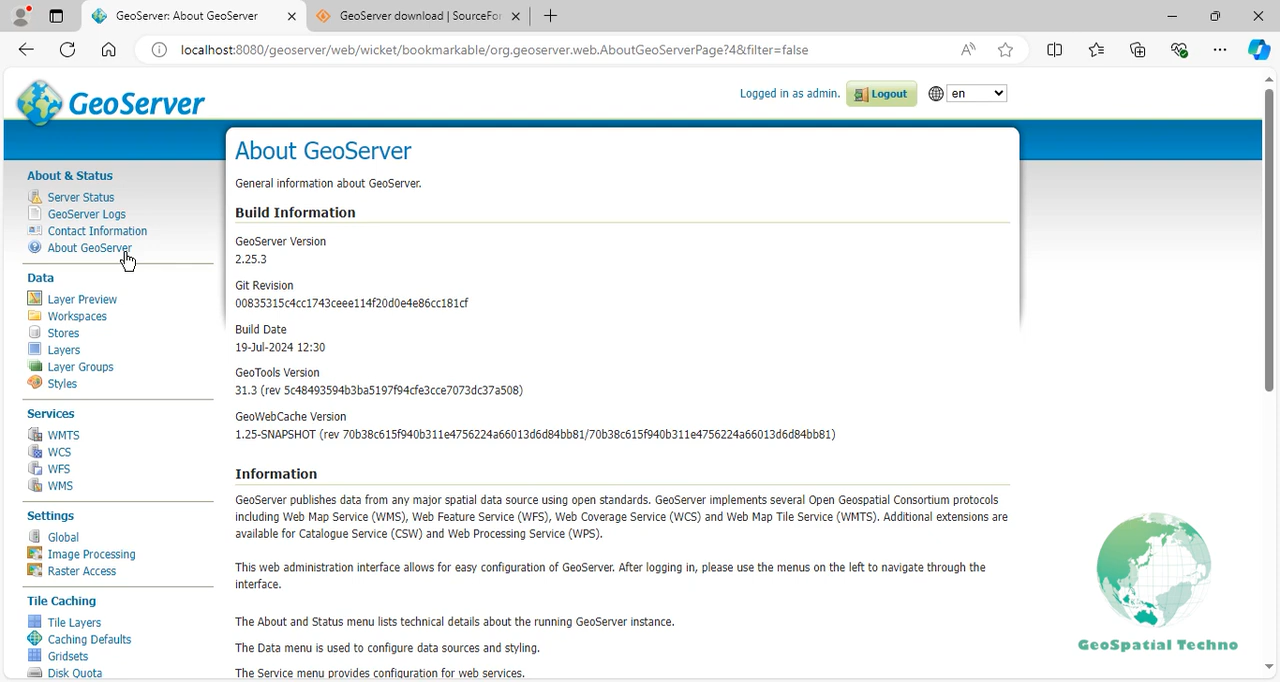 GeoServer: About GeoServer
GeoServer download | SourceFor
localhost:8080/geoserver/web/wicket/bookmarkable/org.geoserver.web.AboutGeoServerPage?4&filter=false
GeoServer
Logged in as admin.
Logout
en
About & Status
Server Status
GeoServer Logs
Contact Information
About GeoServer
Data
Layer Preview
Workspaces
Stores
Layers
Layer Groups
Styles
Services
WMTS
WCS
WFS
WMS
Settings
Global
Image Processing
Raster Access
Tile Caching
Tile Layers
Caching Defaults
Gridsets
Disk Quota
About GeoServer
General information about GeoServer.
Build Information
GeoServer Version
2.25.3
Git Revision
00835315c4cc1743ceee114f20d0e4e86cc181cf
Build Date
19-Jul-2024 12:30
GeoTools Version
31.3 (rev 5c48493594b3ba5197f94cfe3cce7073dc37a508)
GeoWebCache Version
1.25-SNAPSHOT (rev 70b38c615f940b311e4756224a66013d6d84bb81/70b38c615f940b311e4756224a66013d6d84bb81)
Information
GeoServer publishes data from any major spatial data source using open standards. GeoServer implements several Open Geospatial Consortium protocols
including Web Map Service (WMS), Web Feature Service (WFS), Web Coverage Service (WCS) and Web Map Tile Service (WMTS). Additional extensions are
available for Catalogue Service (CSW) and Web Processing Service (WPS).
This web administration interface allows for easy configuration of GeoServer. After logging in, please use the menus on the left to navigate through the
interface.
The About and Status menu lists technical details about the running GeoServer instance.
The Data menu is used to configure data sources and styling.
The Service menu provides configuration for web services.
GeoSpatial Techno